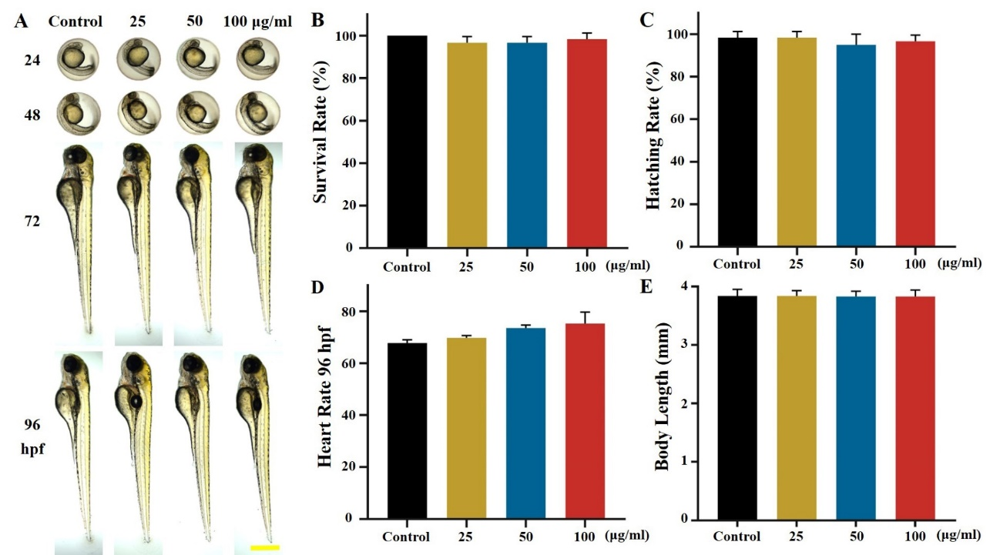 A Control 25 50 100 µg/ml
24
48
72
96
hpf
B
Survival Rate (%)
100
80
60
40
20
0
Control 25 50 100 (µg/ml)
C
Hatching Rate (%)
100
80
60
40
20
0
Control 25 50 100 (µg/ml)
D
Heart Rate 96 hpf
80
60
40
20
0
Control 25 50 100 (µg/ml)
E
Body Length (mm)
4
3
2
1
0
Control 25 50 100 (µg/ml)